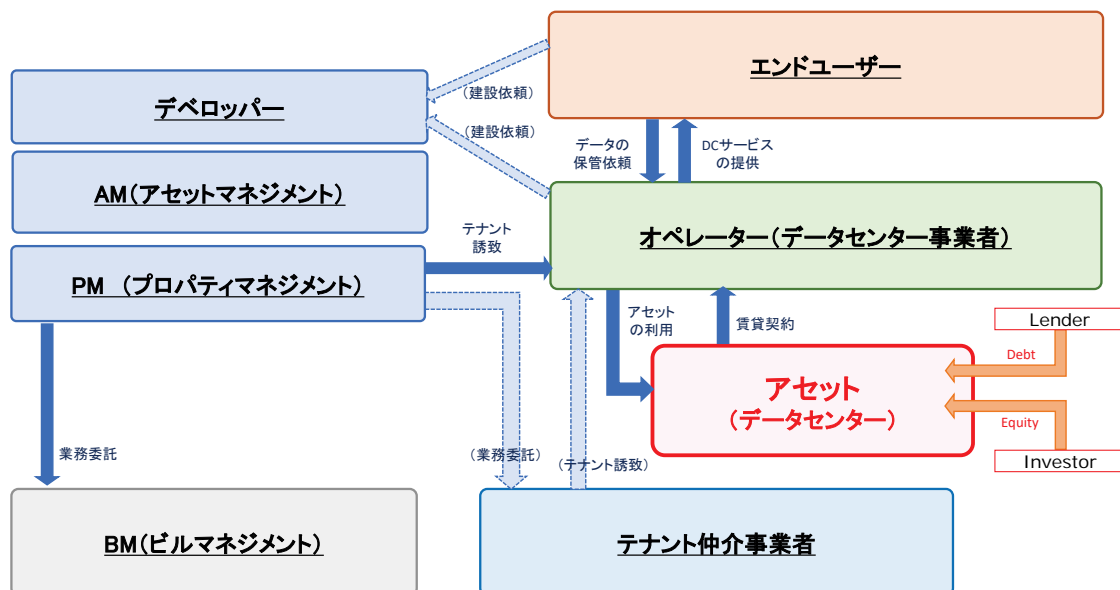 エンドユーザー
デベロッパー
（建設依頼）
（建設依頼）
データの
保管依頼
DCサービス
の提供
AM（アセットマネジメント）
テナント
誘致
オペレーター（データセンター事業者）
PM　（プロパティマネジメント）
アセット
の利用
賃貸契約
Lender
Debt
アセット
（データセンター）
Equity
Investor
業務委託
（業務委託）
（テナント誘致）
BM（ビルマネジメント）
テナント仲介事業者